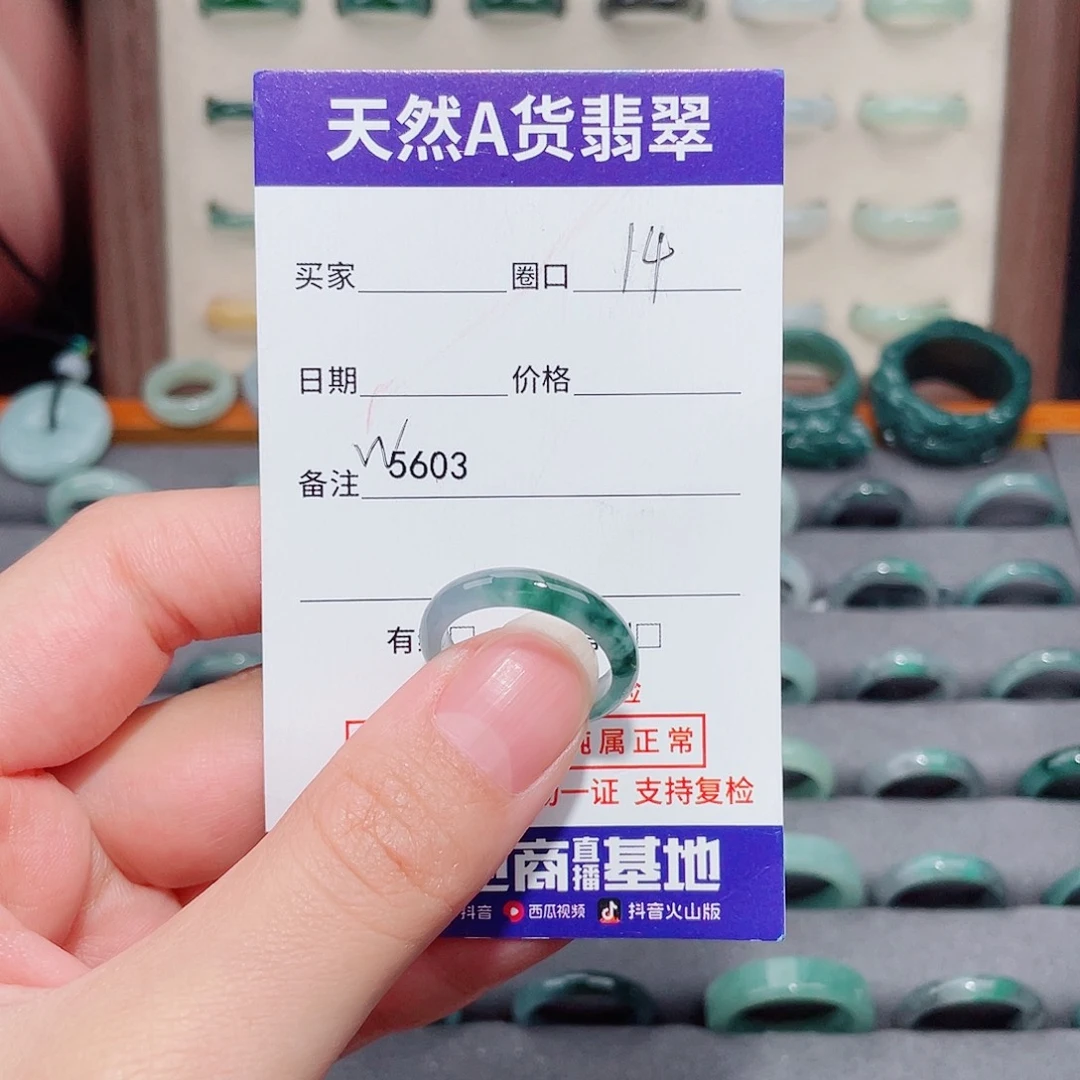 天然A货翡翠
买家 圈口 14
日期 价格
备注 W5603
有
检
属正常
一证 支持复检
商直播基地
抖音 西瓜视频 抖音火山版